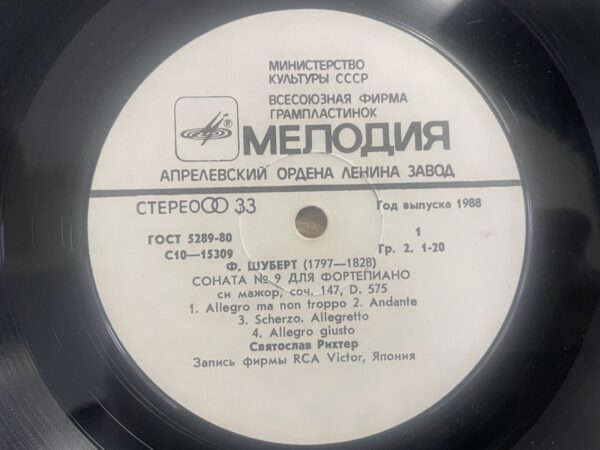 МИНИСТЕРСТВО
КУЛЬТУРЫ СССР
ВСЕСОЮЗНАЯ ФИРМА
ГРАМПЛАСТИНОК
® МЕЛОДИЯ
АПРЕЛЕВСКИЙ ОРДЕНА ЛЕНИНА ЗАВОД
СТЕРЕО 33
Год выпуска 1988
ГОСТ 5289-80
1
С10—15309
Гр. 2. 1-20
Ф. ШУБЕРТ (1797—1828)
СОНАТА № 9 ДЛЯ ФОРТЕПИАНО
си мажор, соч. 147, D. 575
1. Allegro ma non troppo 2. Andante
3. Scherzo. Allegretto
4. Allegro giusto
Святослав Рихтер
Запись фирмы RCA Victor, Япония